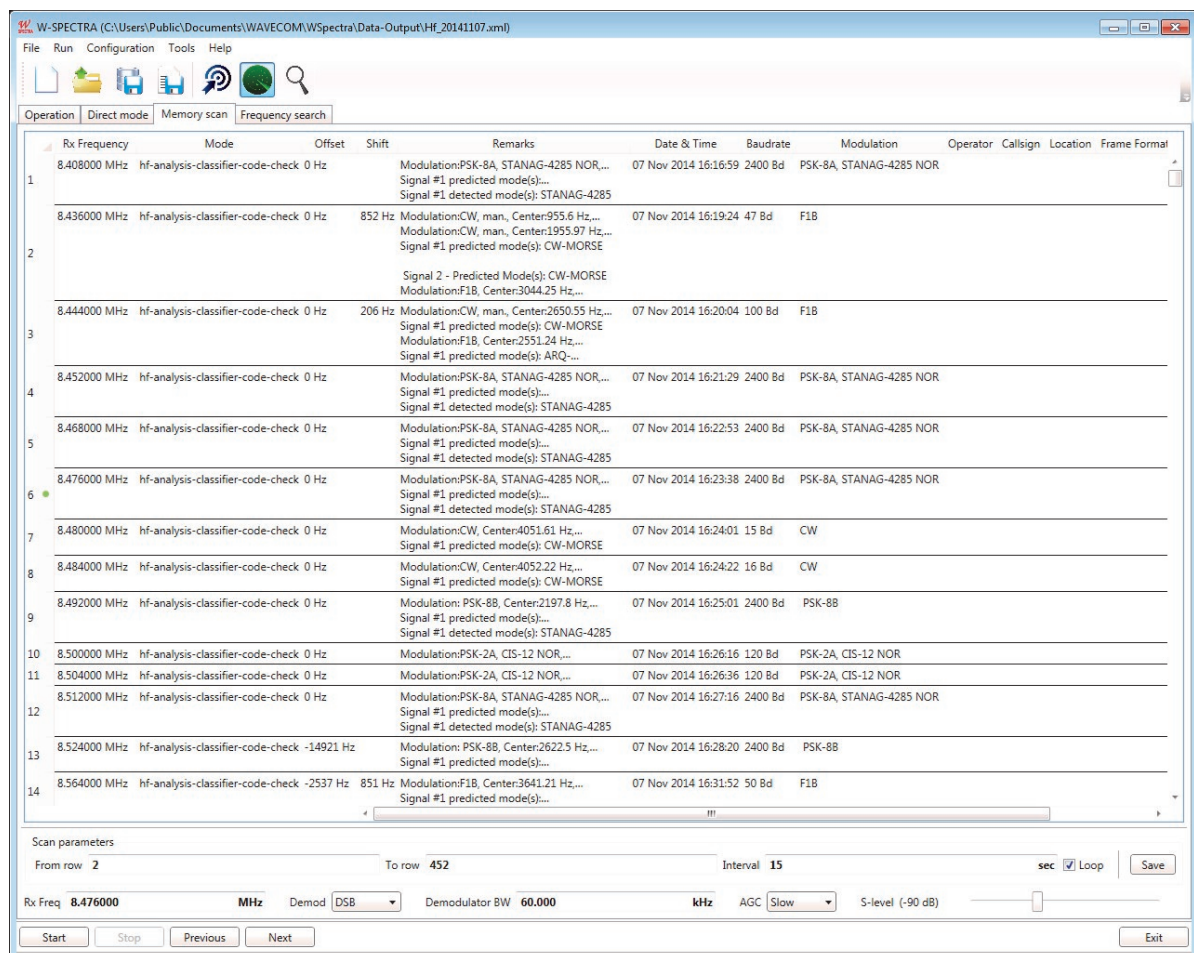 W-SPECTRA (C:\Users\Public\Documents\WAVECOM\WSpectra\Data-Output\Hf_20141107.xml)
File Run Configuration Tools Help
Operation Direct mode Memory scan Frequency search
Rx Frequency Mode Offset Shift Remarks Date & Time Baudrate Modulation Operator Callsign Location Frame Format
1 8.408000 MHz hf-analysis-classifier-code-check 0 Hz Modulation:PSK-8A, STANAG-4285 NOR,... 07 Nov 2014 16:16:59 2400 Bd PSK-8A, STANAG-4285 NOR
Signal #1 predicted mode(s):...
Signal #1 detected mode(s): STANAG-4285
2 8.436000 MHz hf-analysis-classifier-code-check 0 Hz 852 Hz Modulation:CW, man., Center:955.6 Hz,... 07 Nov 2014 16:19:24 47 Bd F1B
Modulation:CW, man., Center:1955.97 Hz,...
Signal #1 predicted mode(s): CW-MORSE
Signal 2 - Predicted Mode(s): CW-MORSE
Modulation:F1B, Center:3044.25 Hz,...
3 8.444000 MHz hf-analysis-classifier-code-check 0 Hz 206 Hz Modulation:CW, man., Center:2650.55 Hz,... 07 Nov 2014 16:20:04 100 Bd F1B
Signal #1 predicted mode(s): CW-MORSE
Modulation:F1B, Center:2551.24 Hz,...
Signal #1 predicted mode(s): ARQ-...
4 8.452000 MHz hf-analysis-classifier-code-check 0 Hz Modulation:PSK-8A, STANAG-4285 NOR,... 07 Nov 2014 16:21:29 2400 Bd PSK-8A, STANAG-4285 NOR
Signal #1 predicted mode(s):...
Signal #1 detected mode(s): STANAG-4285
5 8.468000 MHz hf-analysis-classifier-code-check 0 Hz Modulation:PSK-8A, STANAG-4285 NOR,... 07 Nov 2014 16:22:53 2400 Bd PSK-8A, STANAG-4285 NOR
Signal #1 predicted mode(s):...
Signal #1 detected mode(s): STANAG-4285
6 8.476000 MHz hf-analysis-classifier-code-check 0 Hz Modulation:PSK-8A, STANAG-4285 NOR,... 07 Nov 2014 16:23:38 2400 Bd PSK-8A, STANAG-4285 NOR
Signal #1 predicted mode(s):...
Signal #1 detected mode(s): STANAG-4285
7 8.480000 MHz hf-analysis-classifier-code-check 0 Hz Modulation:CW, Center:4051.61 Hz,... 07 Nov 2014 16:24:01 15 Bd CW
Signal #1 predicted mode(s): CW-MORSE
8 8.484000 MHz hf-analysis-classifier-code-check 0 Hz Modulation:CW, Center:4052.22 Hz,... 07 Nov 2014 16:24:22 16 Bd CW
Signal #1 predicted mode(s): CW-MORSE
9 8.492000 MHz hf-analysis-classifier-code-check 0 Hz Modulation: PSK-8B, Center:2197.8 Hz,... 07 Nov 2014 16:25:01 2400 Bd PSK-8B
Signal #1 predicted mode(s):...
Signal #1 detected mode(s): STANAG-4285
10 8.500000 MHz hf-analysis-classifier-code-check 0 Hz Modulation:PSK-2A, CIS-12 NOR,... 07 Nov 2014 16:26:16 120 Bd PSK-2A, CIS-12 NOR
11 8.504000 MHz hf-analysis-classifier-code-check 0 Hz Modulation:PSK-2A, CIS-12 NOR,... 07 Nov 2014 16:26:36 120 Bd PSK-2A, CIS-12 NOR
12 8.512000 MHz hf-analysis-classifier-code-check 0 Hz Modulation:PSK-8A, STANAG-4285 NOR,... 07 Nov 2014 16:27:16 2400 Bd PSK-8A, STANAG-4285 NOR
Signal #1 predicted mode(s):...
Signal #1 detected mode(s): STANAG-4285
13 8.524000 MHz hf-analysis-classifier-code-check -14921 Hz Modulation: PSK-8B, Center:2622.5 Hz,... 07 Nov 2014 16:28:20 2400 Bd PSK-8B
Signal #1 predicted mode(s):...
14 8.564000 MHz hf-analysis-classifier-code-check -2537 Hz 851 Hz Modulation:F1B, Center:3641.21 Hz,... 07 Nov 2014 16:31:52 50 Bd F1B
Signal #1 predicted mode(s):...
Scan parameters
From row 2 To row 452 Interval 15 sec Loop Save
Rx Freq 8.476000 MHz Demod DSB Demodulator BW 60.000 kHz AGC Slow S-level (-90 dB)
Start Stop Previous Next Exit